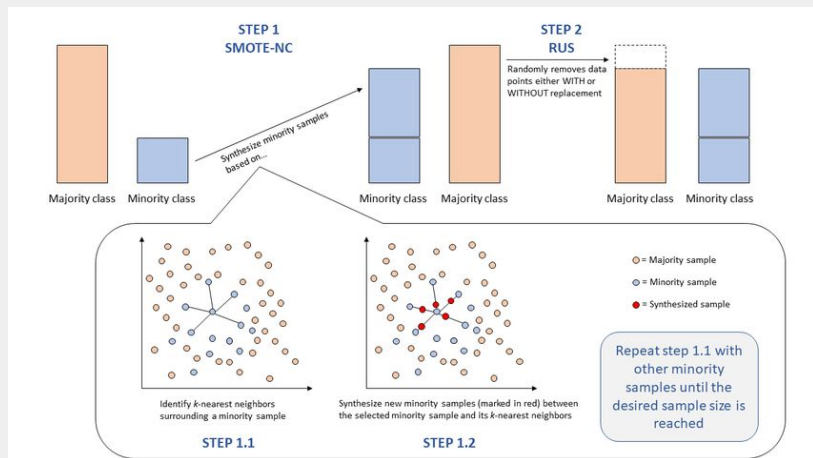 STEP 1
SMOTE-NC
STEP 2
RUS
Randomly removes data
points either WITH or
WITHOUT replacement
Synthesize minority samples
based on...
Majority class
Minority class
Minority class
Majority class
Majority class
Minority class
= Majority sample
= Minority sample
= Synthesized sample
Identify k-nearest neighbors
surrounding a minority sample
STEP 1.1
Synthesize new minority samples (marked in red) between
the selected minority sample and its k-nearest neighbors
STEP 1.2
Repeat step 1.1 with
other minority
samples until the
desired sample size is
reached